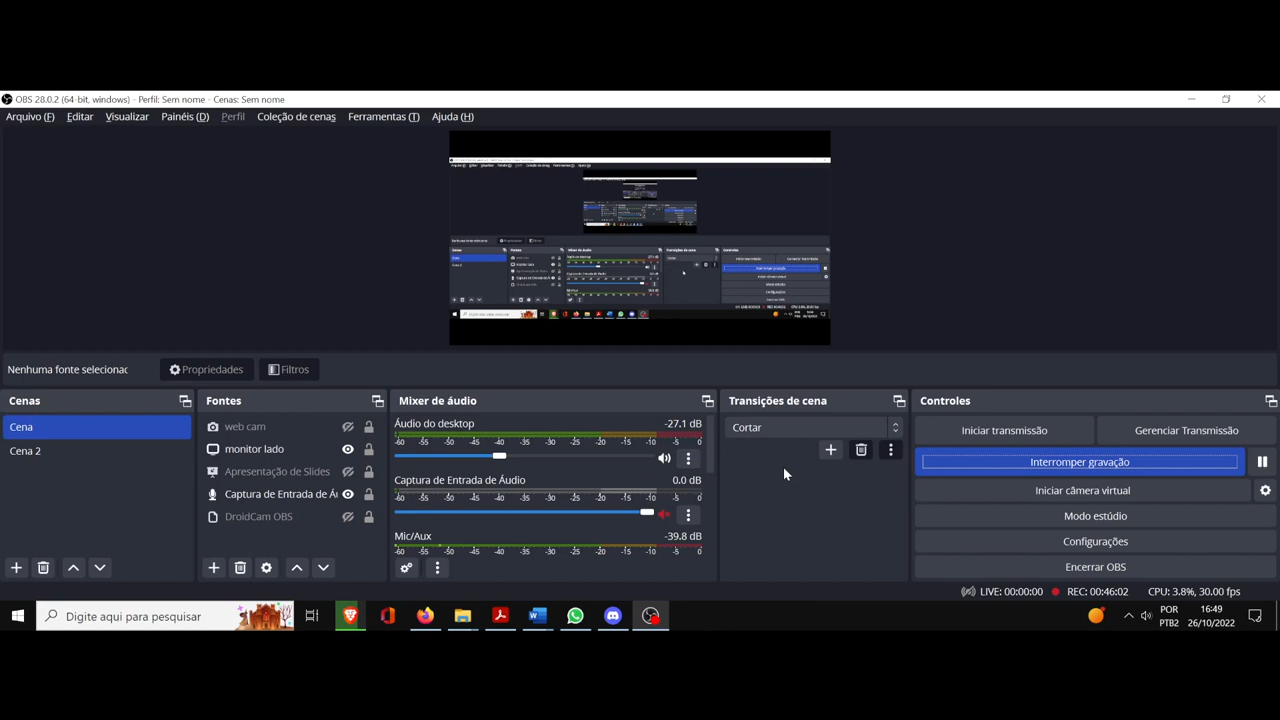 OBS 28.0.2 (64-bit, windows) - Perfil: Sem nome - Cenas: Sem nome
Arquivo (F) Editar Visualizar Painéis (D) Perfil Coleção de cenas Ferramentas (T) Ajuda (H)
Nenhuma fonte selecionac Propriedades Filtros
Cenas
Cena
Cena 2
Fontes
web cam
monitor lado
Apresentação de Slides
Captura de Entrada de Áu
DroidCam OBS
Mixer de áudio
Áudio do desktop -27.1 dB
-60 -55 -50 -45 -40 -35 -30 -25 -20 -15 -10 -5 0
Captura de Entrada de Áudio 0.0 dB
-60 -55 -50 -45 -40 -35 -30 -25 -20 -15 -10 -5 0
Mic/Aux -39.8 dB
-60 -55 -50 -45 -40 -35 -30 -25 -20 -15 -10 -5 0
Transições de cena
Cortar
Controles
Iniciar transmissão Gerenciar Transmissão
Interromper gravação
Iniciar câmera virtual
Modo estúdio
Configurações
Encerrar OBS
LIVE: 00:00:00 REC: 00:46:02 CPU: 3.8%, 30.00 fps
Digite aqui para pesquisar
POR
PTB2
16:49
26/10/2022